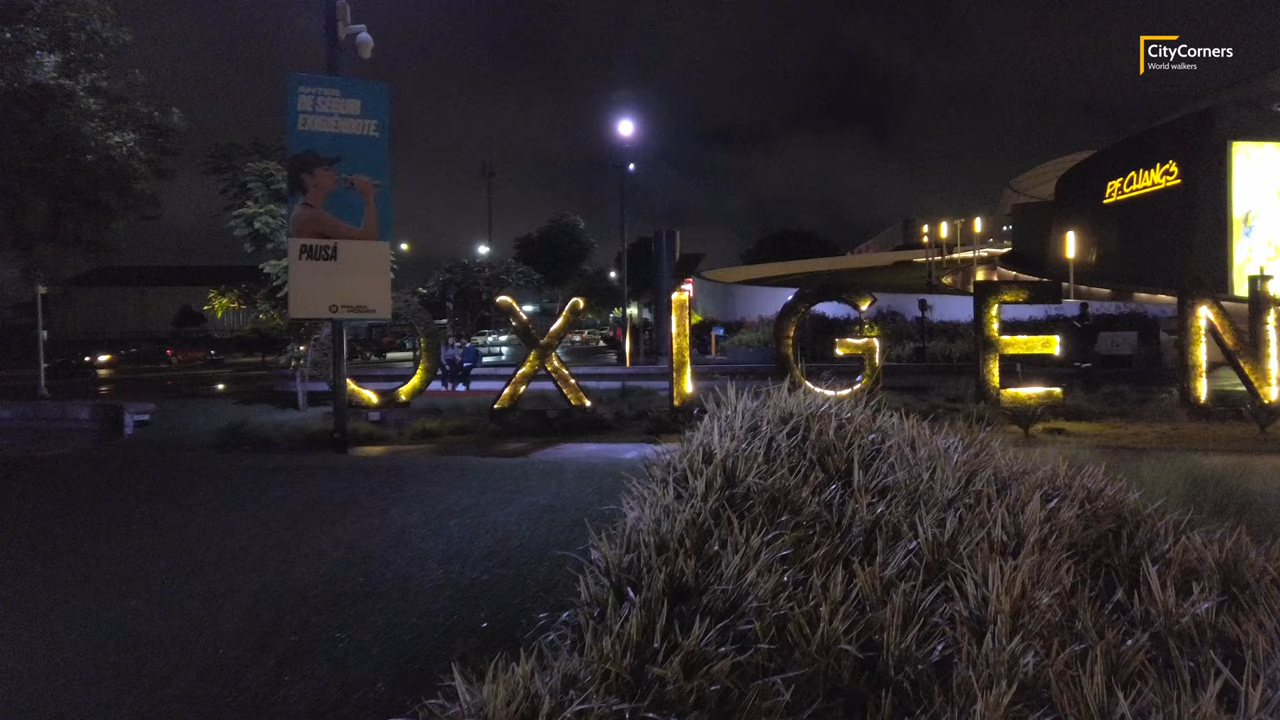 CityCorners
World walkers
ANTES
DE SEGUIR
EXIGIÉNDOTE,
PAUSÁ
P.F. CHANG'S
OXIGEN